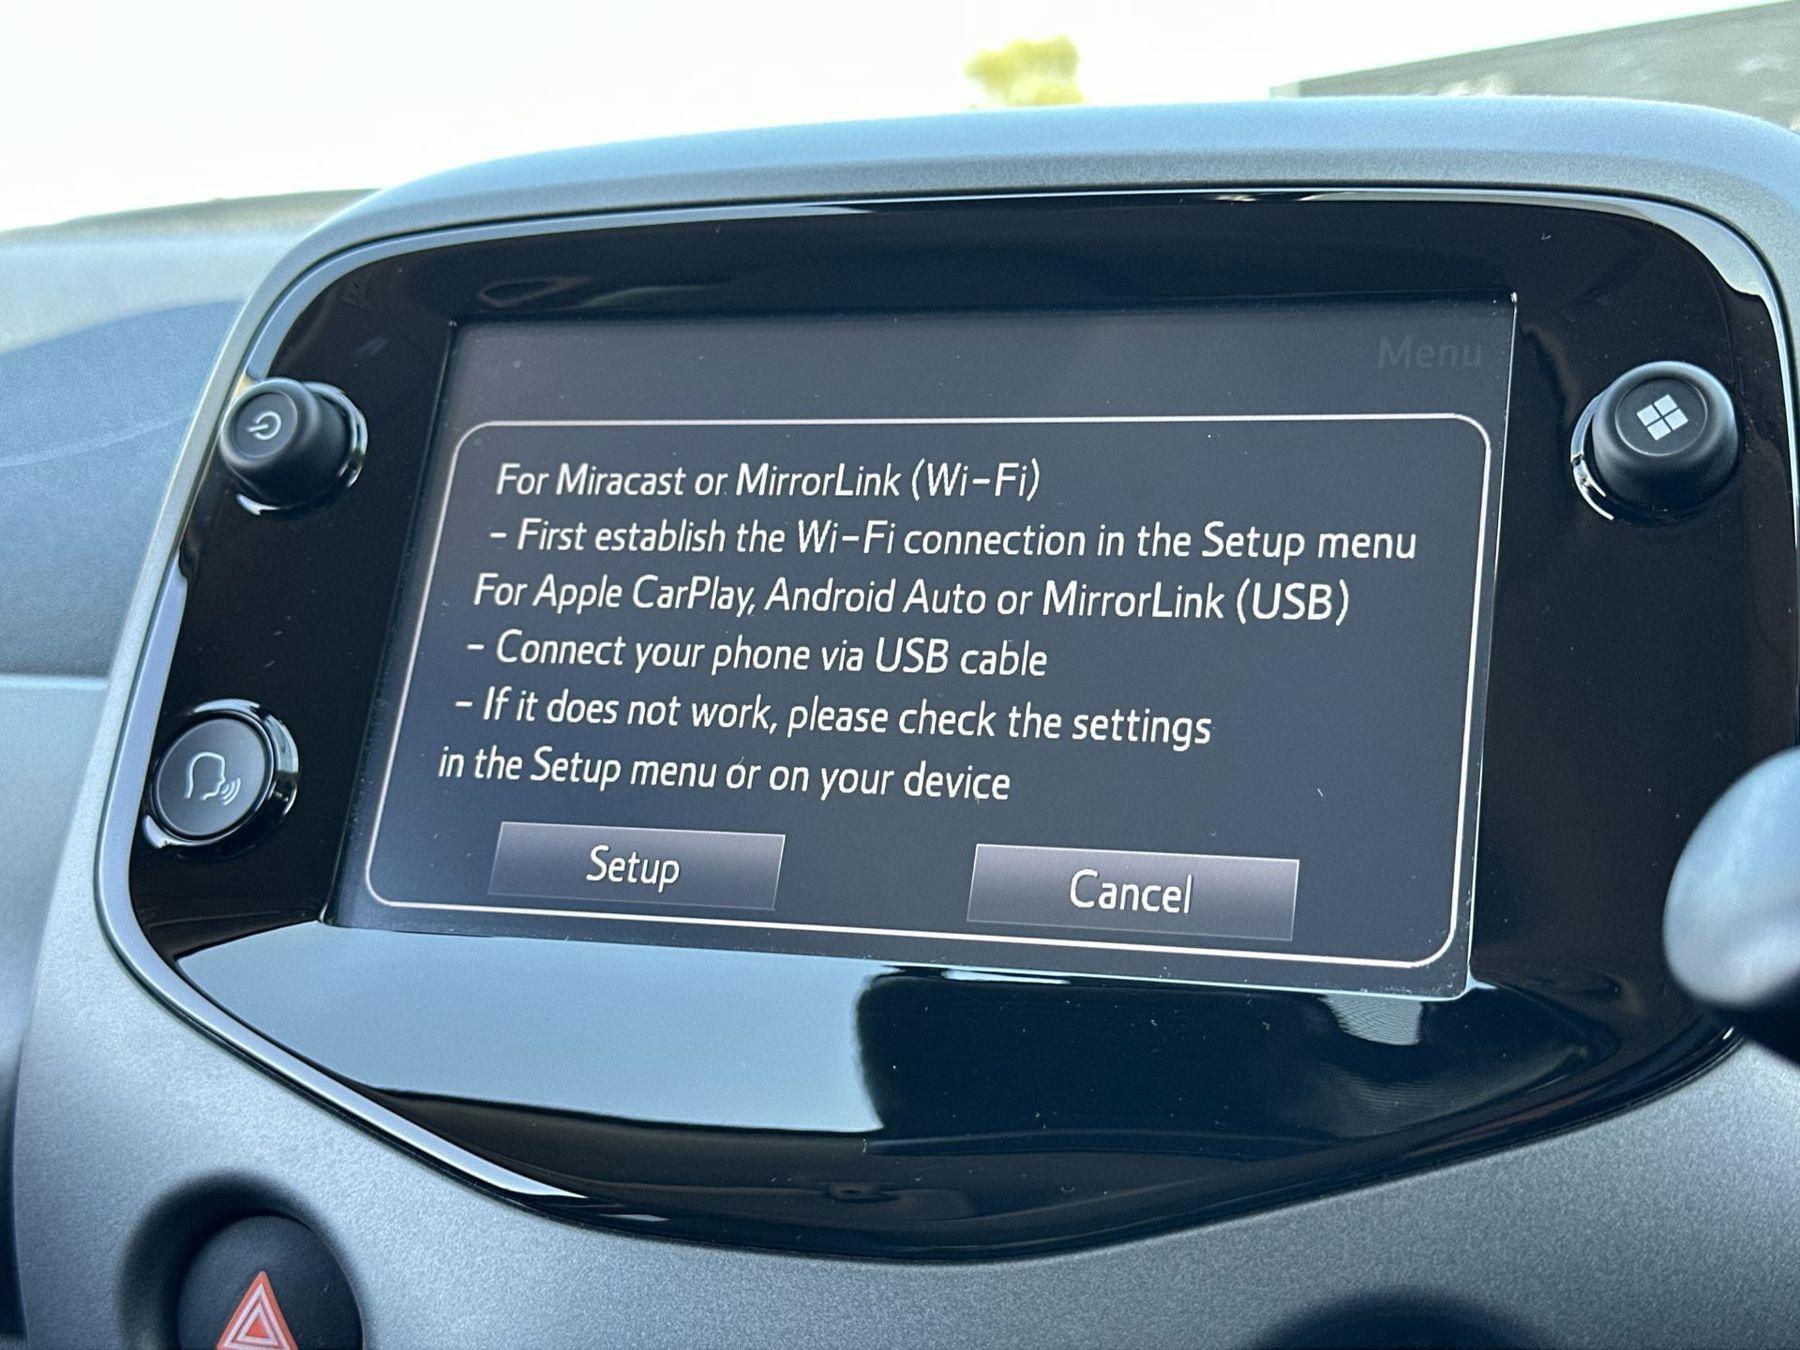 Menu
For Miracast or MirrorLink (Wi-Fi)
- First establish the Wi-Fi connection in the Setup menu
For Apple CarPlay, Android Auto or MirrorLink (USB)
- Connect your phone via USB cable
- If it does not work, please check the settings
in the Setup menu or on your device
Setup
Cancel